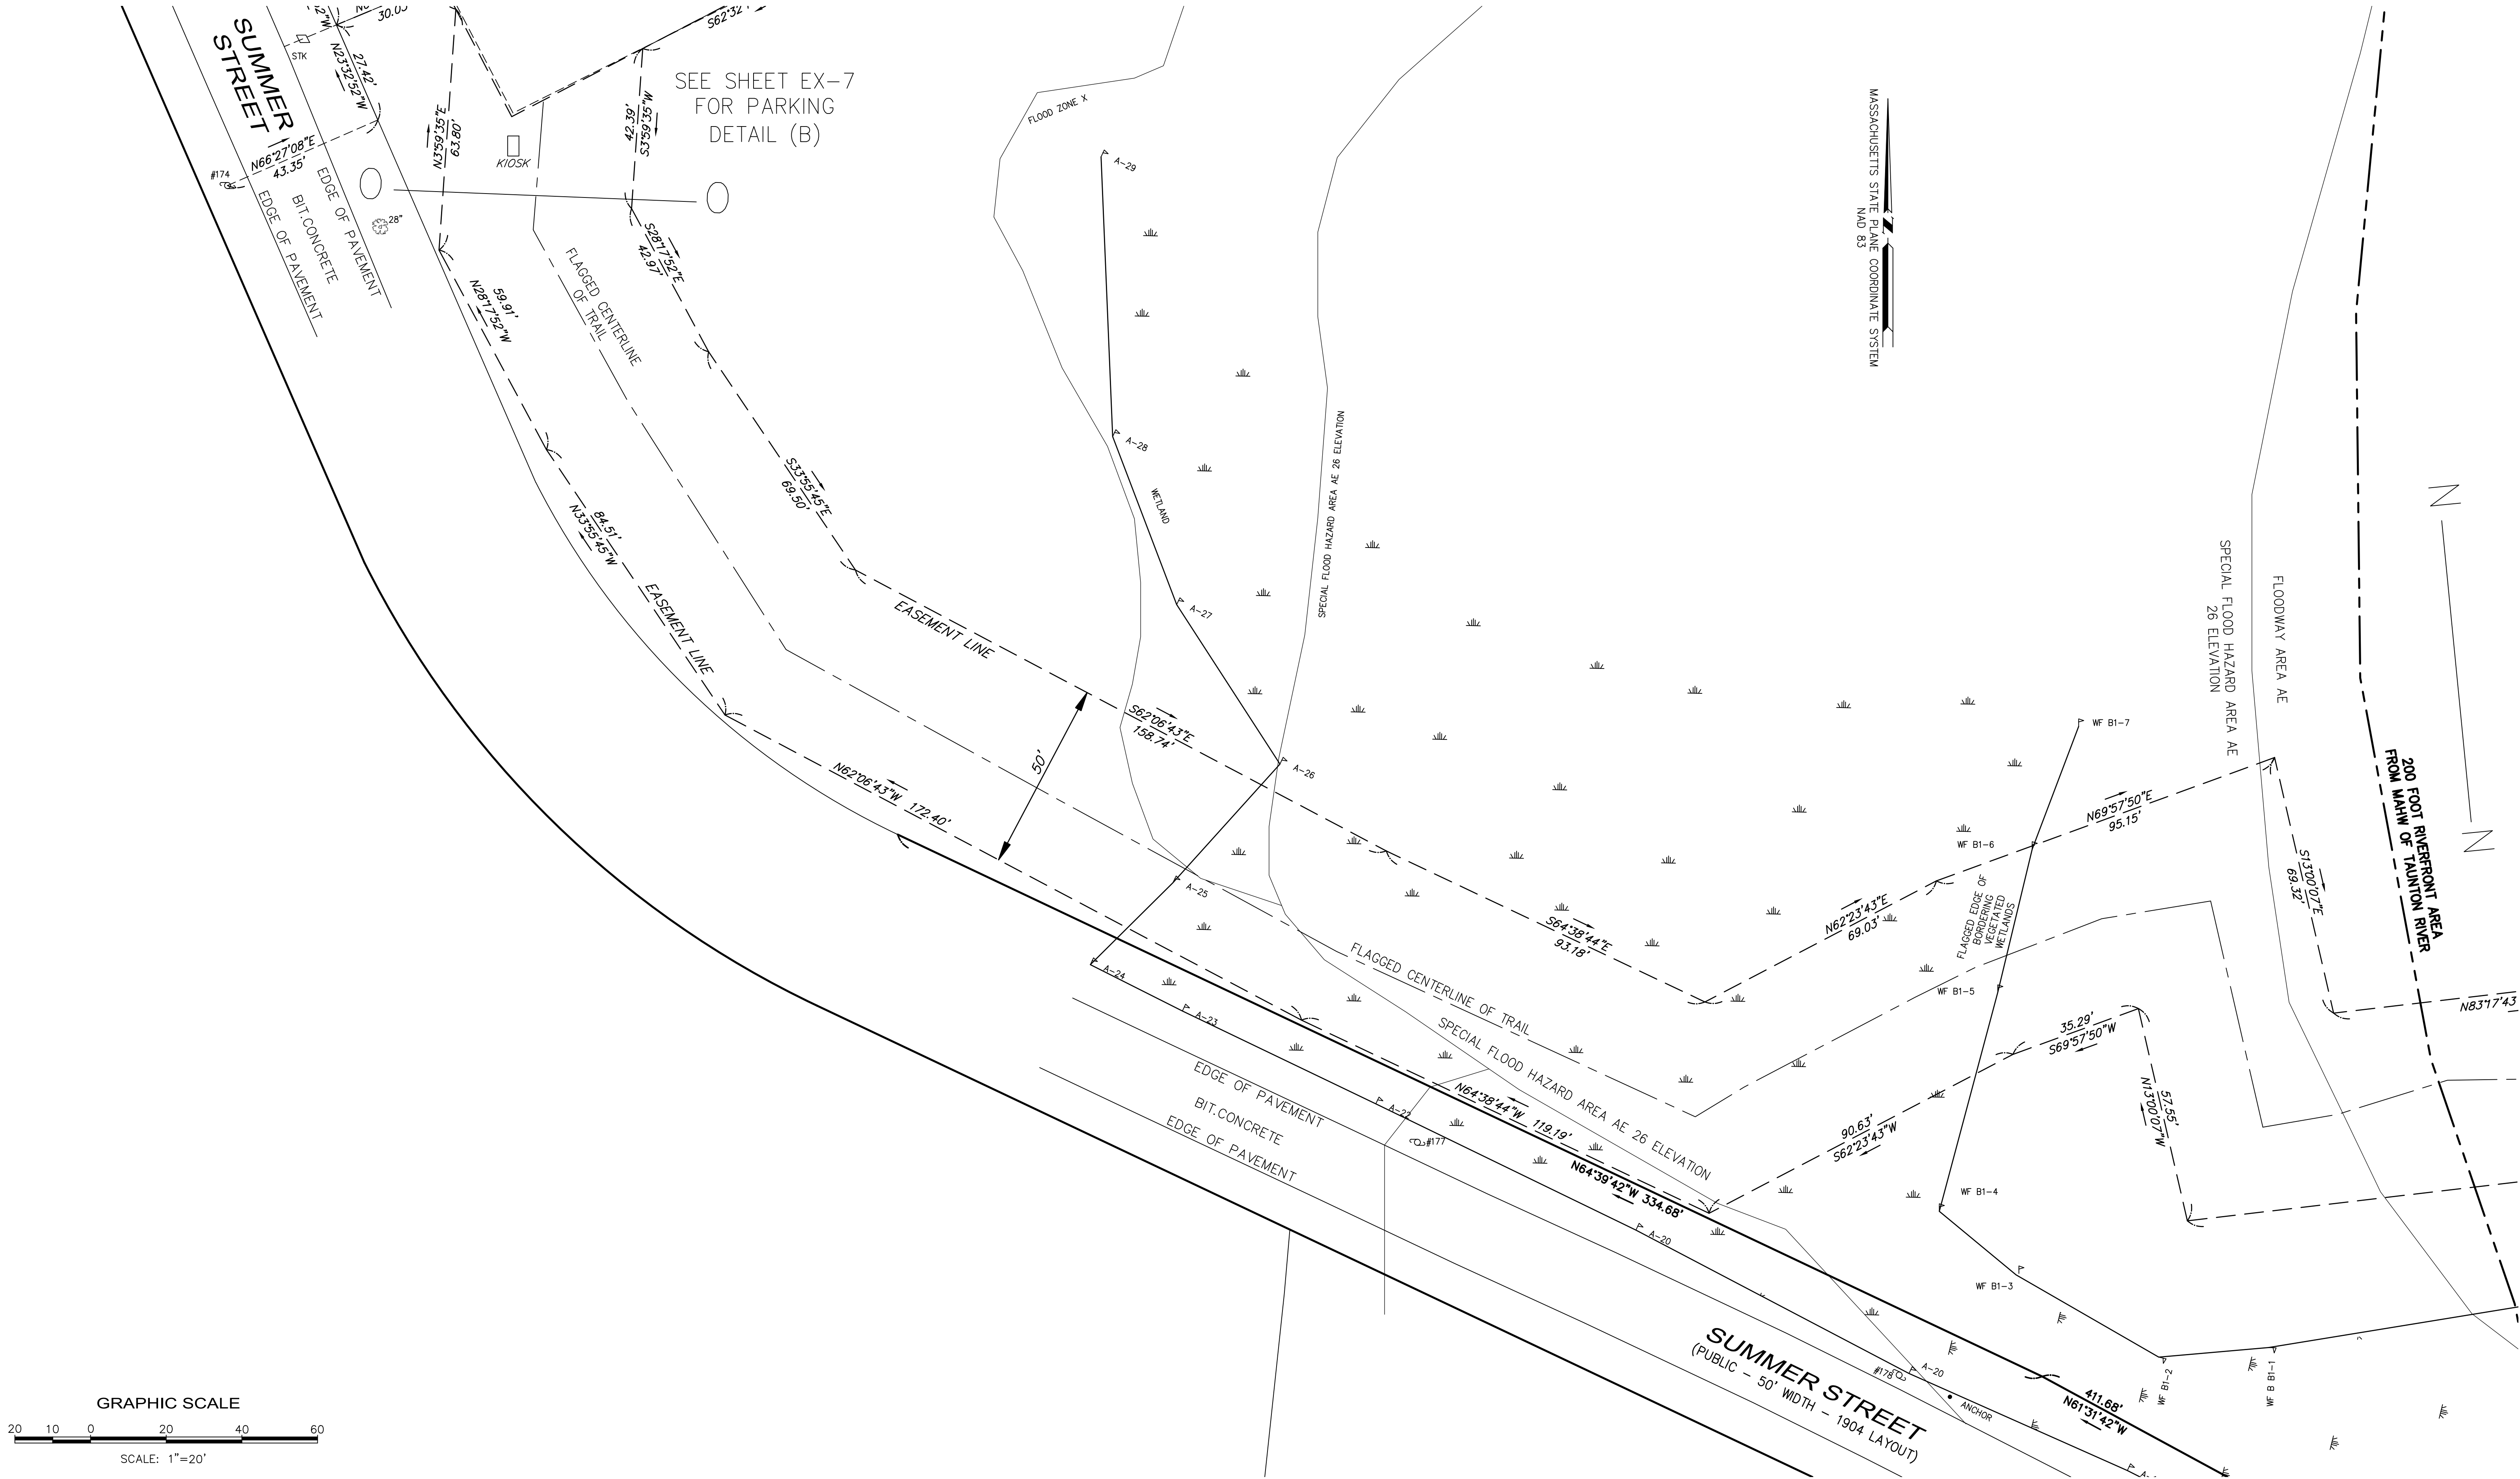 SUMMER
STREET
30.05'
S62°32'
STK
27.42'
N23°32'52"W
N66°27'08"E
43.35'
#174
EDGE OF PAVEMENT
BIT.CONCRETE
EDGE OF PAVEMENT
28"
N3°59'35"E
63.80'
KIOSK
42.39'
S3°59'35"W
SEE SHEET EX-7
FOR PARKING
DETAIL (B)
S28°17'52"E
42.97'
FLAGGED CENTERLINE
OF TRAIL
59.91'
N28°17'52"W
S33°55'45"E
69.50'
84.51'
N33°55'45"W
EASEMENT LINE
EASEMENT LINE
FLOOD ZONE X
A-29
A-28
WETLAND
A-27
SPECIAL FLOOD HAZARD AREA AE 26 ELEVATION
MASSACHUSETTS STATE PLANE COORDINATE SYSTEM
NAD 83
N
N
SPECIAL FLOOD HAZARD AREA AE
26 ELEVATION
FLOODWAY AREA AE
200 FOOT RIVERFRONT AREA
FROM MAHW OF TAUNTON RIVER
S62°06'43"E
158.74'
A-26
50'
N62°06'43"W 172.40'
A-25
A-24
A-23
A-22
WF B1-7
WF B1-6
N69°57'50"E
95.15'
S13°00'07"E
69.32'
N83°17'43
N62°23'43"E
69.03'
FLAGGED EDGE OF
BORDERING
VEGETATED
WETLANDS
S64°38'44"E
93.18'
FLAGGED CENTERLINE OF TRAIL
SPECIAL FLOOD HAZARD AREA AE 26 ELEVATION
WF B1-5
35.29'
S69°57'50"W
57.55'
N13°00'07"W
90.63'
S62°23'43"W
EDGE OF PAVEMENT
BIT.CONCRETE
EDGE OF PAVEMENT
#177
N64°38'44"W 119.19'
N64°39'42"W 334.68'
WF B1-4
A-20
WF B1-3
WF B1-2
WF B1-1
SUMMER STREET
(PUBLIC - 50' WIDTH - 1904 LAYOUT)
#178
A-20
ANCHOR
411.68'
N61°31'42"W
GRAPHIC SCALE
20 10 0 20 40 60
SCALE: 1"=20'